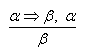 α ⇒ β, α
β